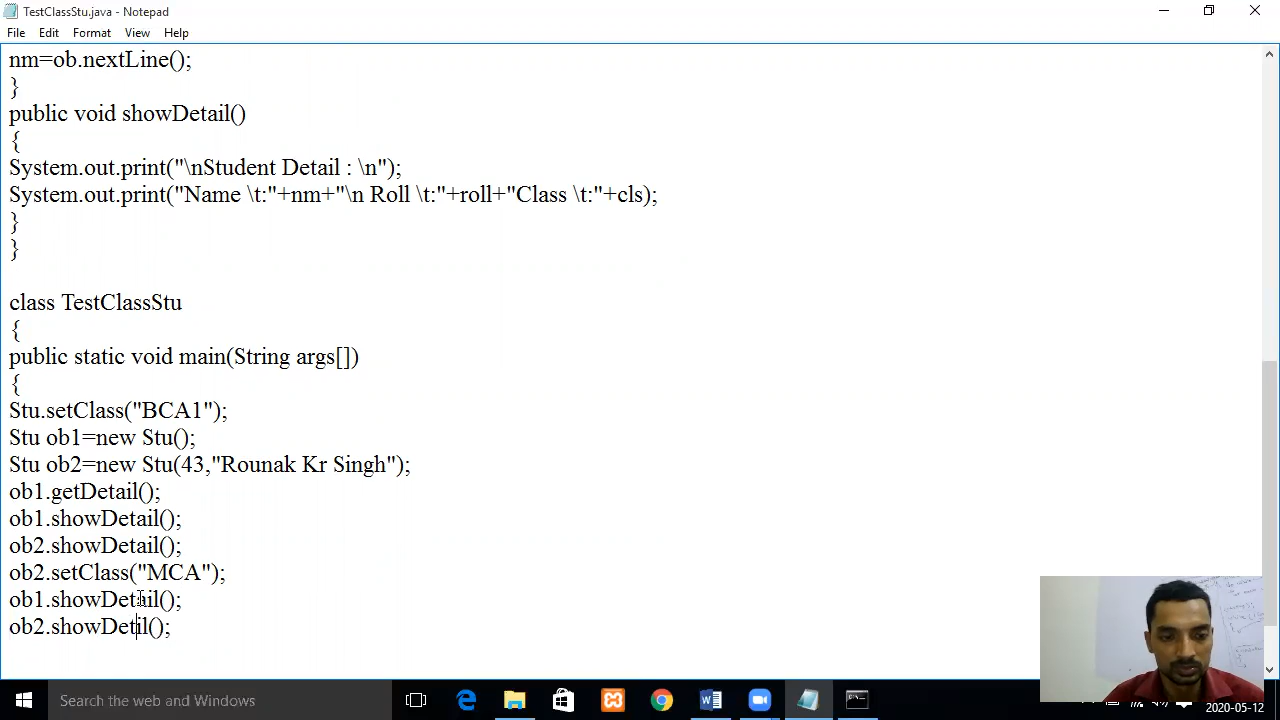 TestClassStu.java - Notepad
File Edit Format View Help
nm=ob.nextLine();
}
public void showDetail()
{
System.out.print("\nStudent Detail : \n");
System.out.print("Name \t:"+nm+"\n Roll \t:"+roll+"Class \t:"+cls);
}
}
class TestClassStu
{
public static void main(String args[])
{
Stu.setClass("BCA1");
Stu ob1=new Stu();
Stu ob2=new Stu(43,"Rounak Kr Singh");
ob1.getDetail();
ob1.showDetail();
ob2.showDetail();
ob2.setClass("MCA");
ob1.showDetail();
ob2.showDetil();
Search the web and Windows
2020-05-12